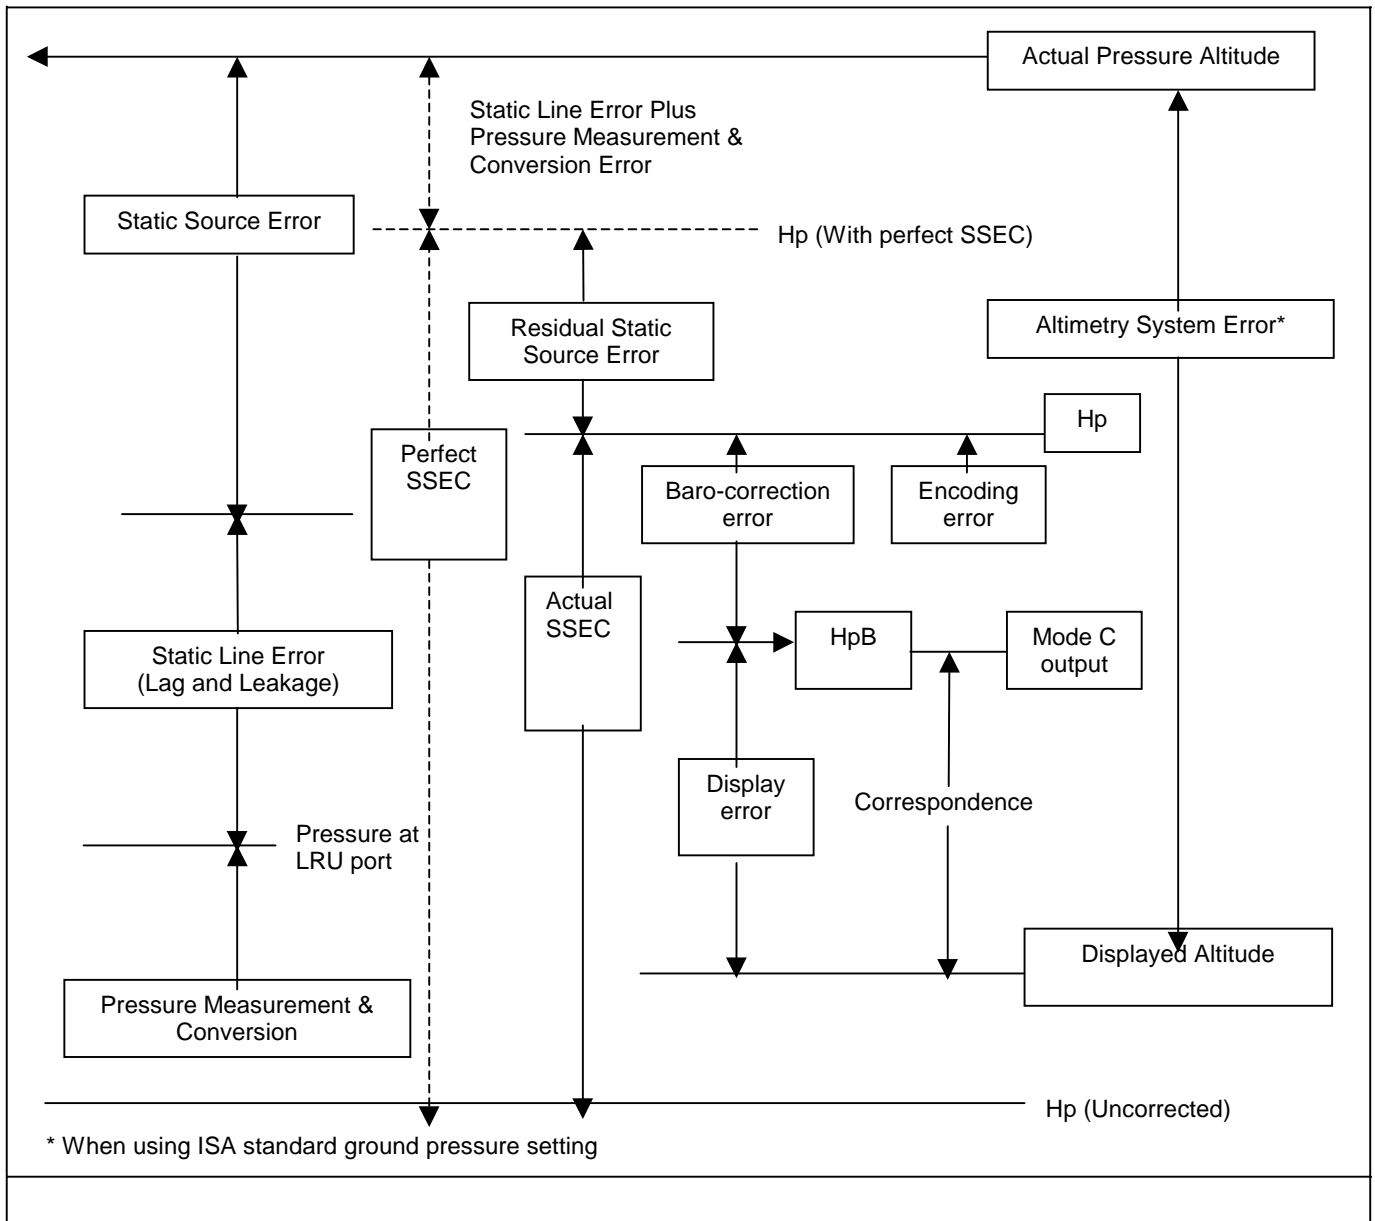 Actual Pressure Altitude
Static Line Error Plus
Pressure Measurement &
Conversion Error
Static Source Error
Hp (With perfect SSEC)
Residual Static
Source Error
Altimetry System Error*
Hp
Perfect
SSEC
Baro-correction
error
Encoding
error
Actual
SSEC
Static Line Error
(Lag and Leakage)
HpB
Mode C
output
Display
error
Correspondence
Pressure at
LRU port
Displayed Altitude
Pressure Measurement &
Conversion
Hp (Uncorrected)
* When using ISA standard ground pressure setting